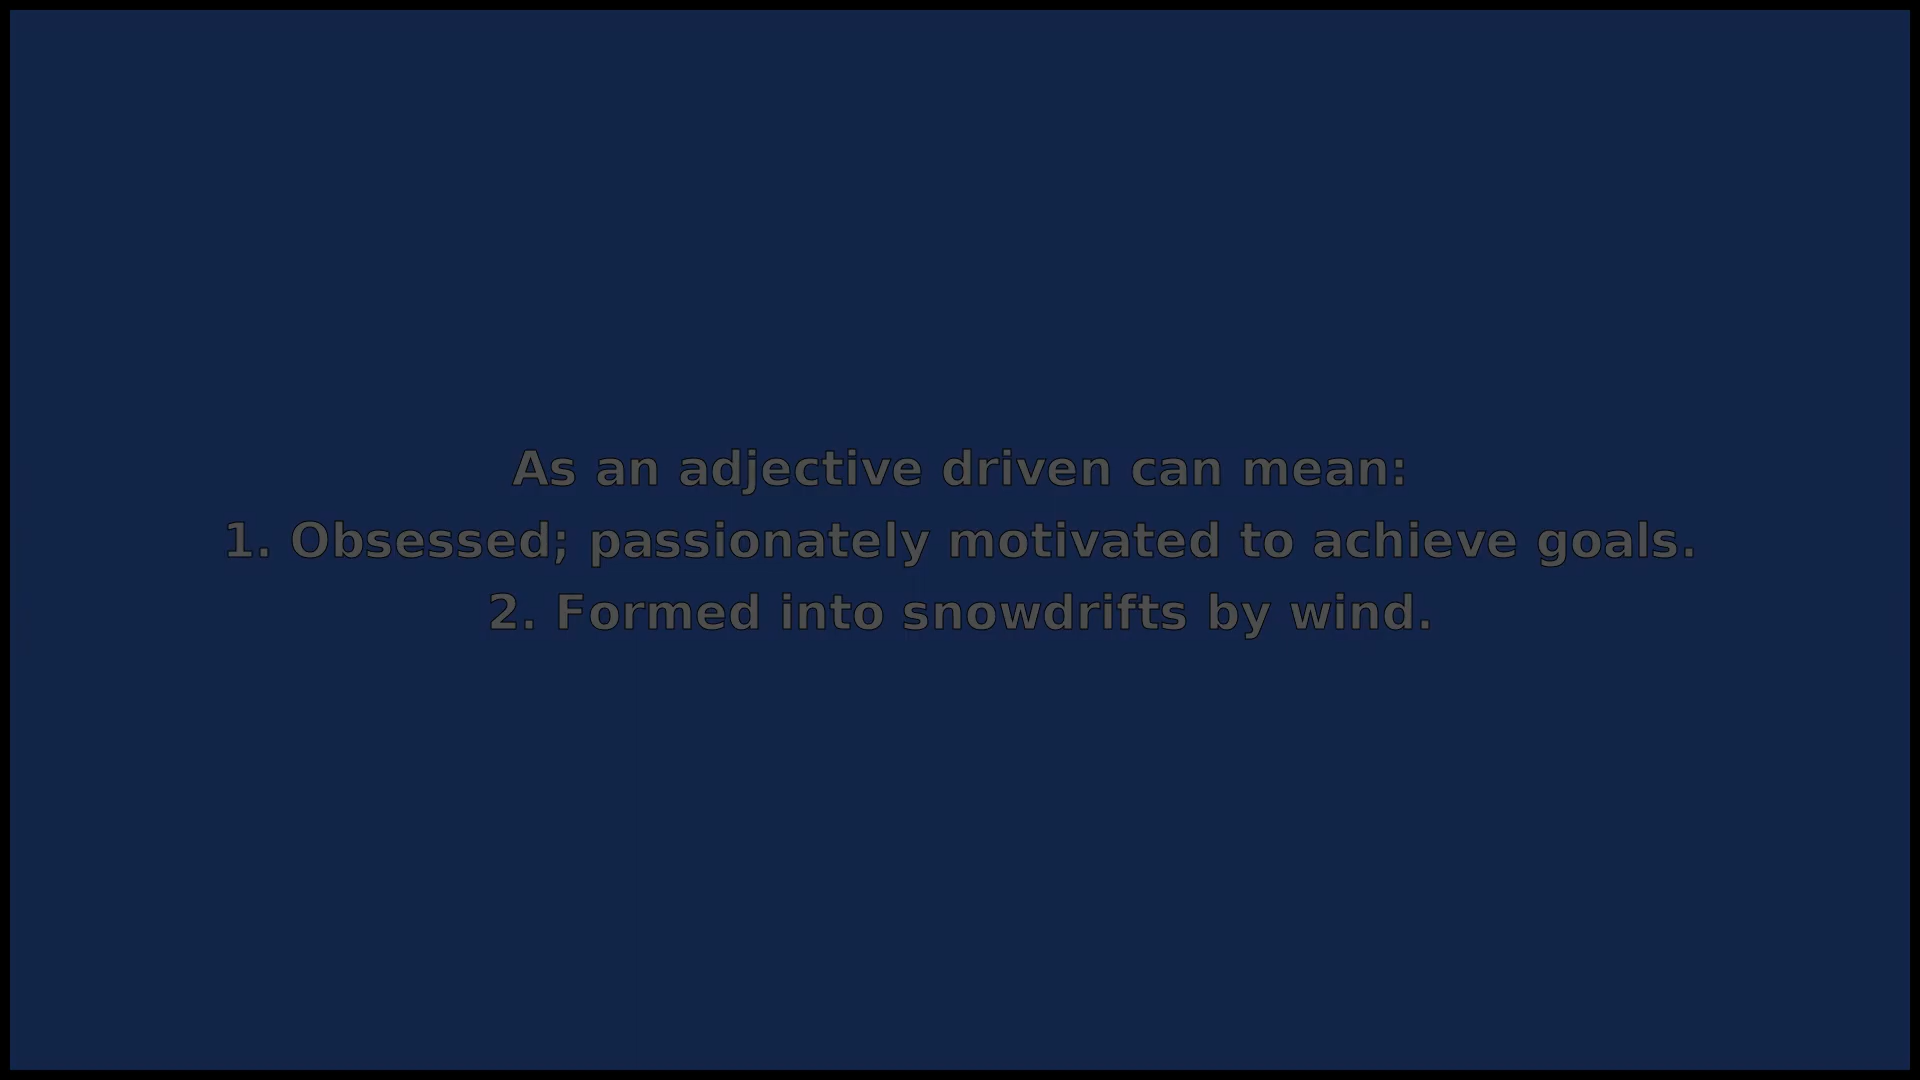 As an adjective driven can mean:
1. Obsessed; passionately motivated to achieve goals.
2. Formed into snowdrifts by wind.